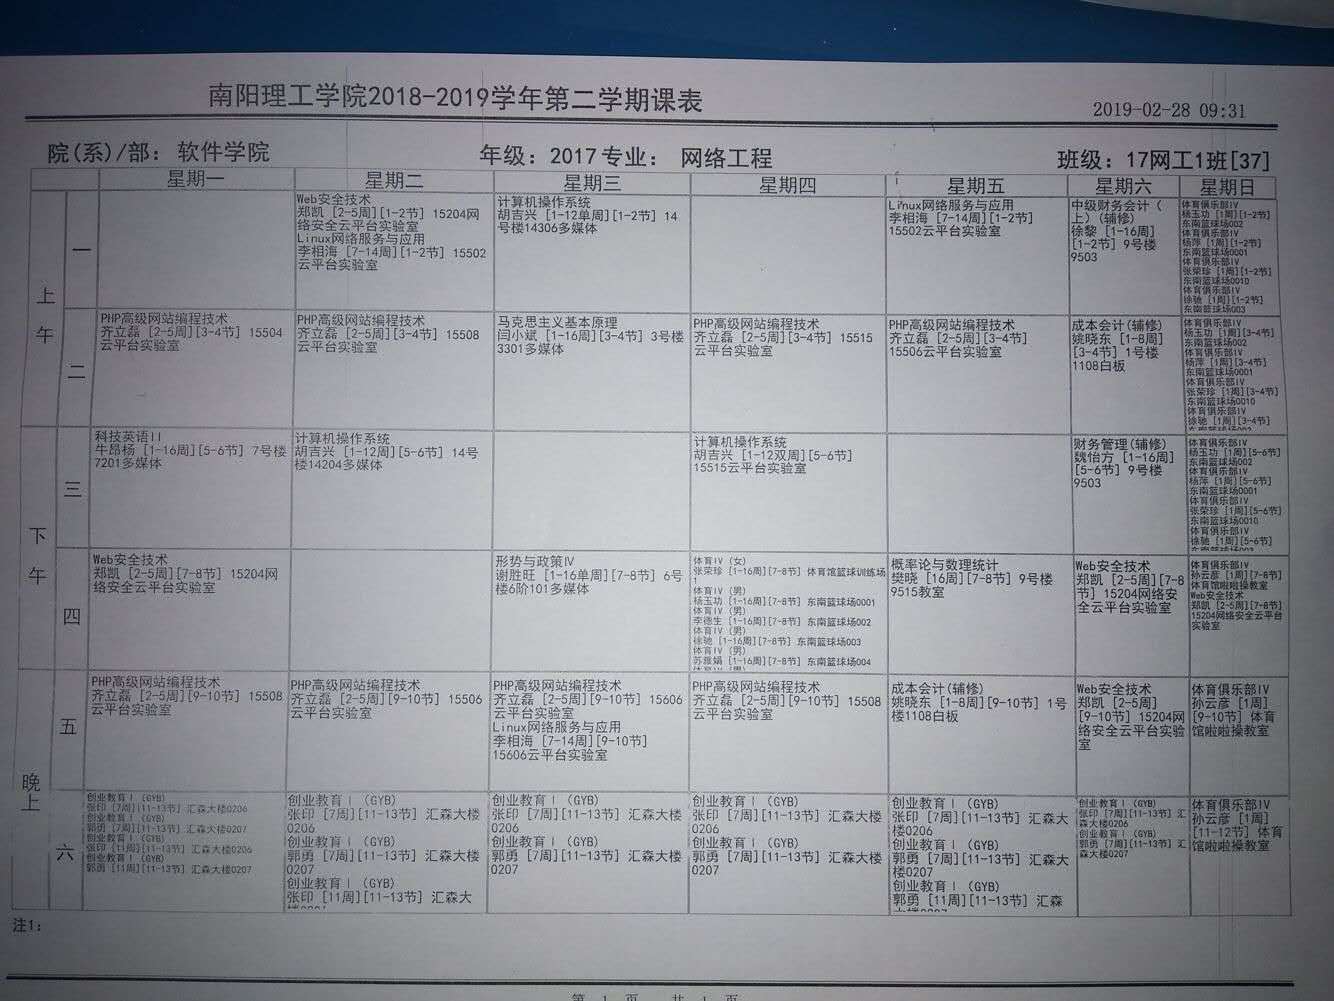 南阳理工学院2018-2019学年第二学期课表
2019-02-28 09:31
院(系)/部: 软件学院 年级: 2017 专业: 网络工程 班级: 17网工1班[37]
星期一 星期二 星期三 星期四 星期五 星期六 星期日
上午
一
Web安全技术
郑凯 [2-5周][1-2节] 15204网
络安全云平台实验室
Linux网络服务与应用
李相海 [7-14周][1-2节] 15502
云平台实验室
计算机操作系统
胡吉兴 [1-12单周][1-2节] 14
号楼14306多媒体
Linux网络服务与应用
李相海 [7-14周][1-2节]
15502云平台实验室
中级财务会计(
上)(辅修)
徐黎 [1-16周]
[1-2节] 9号楼
9503
体育俱乐部IV
杨玉功 [1周][1-2节]
东南篮球场002
体育俱乐部IV
杨萍 [1周][1-2节]
东南篮球场0001
体育俱乐部IV
张荣珍 [1周][1-2节]
东南篮球场0010
体育俱乐部IV
徐驰 [1周][1-2节]
东南篮球场003
二
PHP高级网站编程技术
齐立磊 [2-5周][3-4节] 15504
云平台实验室
PHP高级网站编程技术
齐立磊 [2-5周][3-4节] 15508
云平台实验室
马克思主义基本原理
闫小斌 [1-16周][3-4节] 3号楼
3301多媒体
PHP高级网站编程技术
齐立磊 [2-5周][3-4节] 15515
云平台实验室
PHP高级网站编程技术
齐立磊 [2-5周][3-4节]
15506云平台实验室
成本会计(辅修)
姚晓东 [1-8周]
[3-4节] 1号楼
1108白板
体育俱乐部IV
杨玉功 [1周][3-4节]
东南篮球场002
体育俱乐部IV
杨萍 [1周][3-4节]
东南篮球场0001
体育俱乐部IV
张荣珍 [1周][3-4节]
东南篮球场0010
体育俱乐部IV
徐驰 [1周][3-4节]
下午
三
科技英语II
牛昂杨 [1-16周][5-6节] 7号楼
7201多媒体
计算机操作系统
胡吉兴 [1-12周][5-6节] 14号
楼14204多媒体
计算机操作系统
胡吉兴 [1-12双周][5-6节]
15515云平台实验室
财务管理(辅修)
魏怡方 [1-16周]
[5-6节] 9号楼
9503
体育俱乐部IV
杨玉功 [1周][5-6节]
东南篮球场002
体育俱乐部IV
杨萍 [1周][5-6节]
东南篮球场0001
体育俱乐部IV
张荣珍 [1周][5-6节]
东南篮球场0010
体育俱乐部IV
徐驰 [1周][5-6节]
四
Web安全技术
郑凯 [2-5周][7-8节] 15204网
络安全云平台实验室
形势与政策Ⅳ
谢胜旺 [1-16单周][7-8节] 6号
楼6阶101多媒体
体育IV (女)
张荣珍 [1-16周][7-8节] 体育馆篮球训练场
1
体育IV (男)
杨玉功 [1-16周][7-8节] 东南篮球场0001
体育IV (男)
李德生 [1-16周][7-8节] 东南篮球场002
体育IV (男)
徐驰 [1-16周][7-8节] 东南篮球场003
体育IV (男)
苏雅娟 [1-16周][7-8节] 东南篮球场004
概率论与数理统计
樊晓 [16周][7-8节] 9号楼
9515教室
Web安全技术
郑凯 [2-5周][7-8
节] 15204网络安
全云平台实验室
体育俱乐部IV
孙云彦 [1周][7-8节]
体育馆啦啦操教室
Web安全技术
郑凯 [2-5周][7-8节]
15204网络安全云平台
实验室
五
PHP高级网站编程技术
齐立磊 [2-5周][9-10节] 15508
云平台实验室
PHP高级网站编程技术
齐立磊 [2-5周][9-10节] 15506
云平台实验室
PHP高级网站编程技术
齐立磊 [2-5周][9-10节] 15606
云平台实验室
Linux网络服务与应用
李相海 [7-14周][9-10节]
15606云平台实验室
PHP高级网站编程技术
齐立磊 [2-5周][9-10节] 15508
云平台实验室
成本会计(辅修)
姚晓东 [1-8周][9-10节] 1号
楼1108白板
Web安全技术
郑凯 [2-5周]
[9-10节] 15204网
络安全云平台实验
室
体育俱乐部IV
孙云彦 [1周]
[9-10节] 体育
馆啦啦操教室
晚上
六
创业教育Ⅰ (GYB)
张印 [7周][11-13节] 汇森大楼0206
创业教育Ⅰ (GYB)
郭勇 [7周][11-13节] 汇森大楼0207
创业教育Ⅰ (GYB)
张印 [11周][11-13节] 汇森大楼0206
创业教育Ⅰ (GYB)
郭勇 [11周][11-13节] 汇森大楼0207
创业教育Ⅰ (GYB)
张印 [7周][11-13节] 汇森大楼
0206
创业教育Ⅰ (GYB)
郭勇 [7周][11-13节] 汇森大楼
0207
创业教育Ⅰ (GYB)
张印 [11周][11-13节] 汇森大
创业教育Ⅰ (GYB)
张印 [7周][11-13节] 汇森大楼
0206
创业教育Ⅰ (GYB)
郭勇 [7周][11-13节] 汇森大楼
0207
创业教育Ⅰ (GYB)
张印 [7周][11-13节] 汇森大楼
0206
创业教育Ⅰ (GYB)
郭勇 [7周][11-13节] 汇森大楼
0207
创业教育Ⅰ (GYB)
张印 [7周][11-13节] 汇森大
楼0206
创业教育Ⅰ (GYB)
郭勇 [7周][11-13节] 汇森大
楼0207
创业教育Ⅰ (GYB)
郭勇 [11周][11-13节] 汇森
创业教育Ⅰ (GYB)
张印 [7周][11-13节] 汇
森大楼0206
创业教育Ⅰ (GYB)
郭勇 [7周][11-13节] 汇
森大楼0207
体育俱乐部IV
孙云彦 [1周]
[11-12节] 体育
馆啦啦操教室
注1:
第 1 页 共 1 页